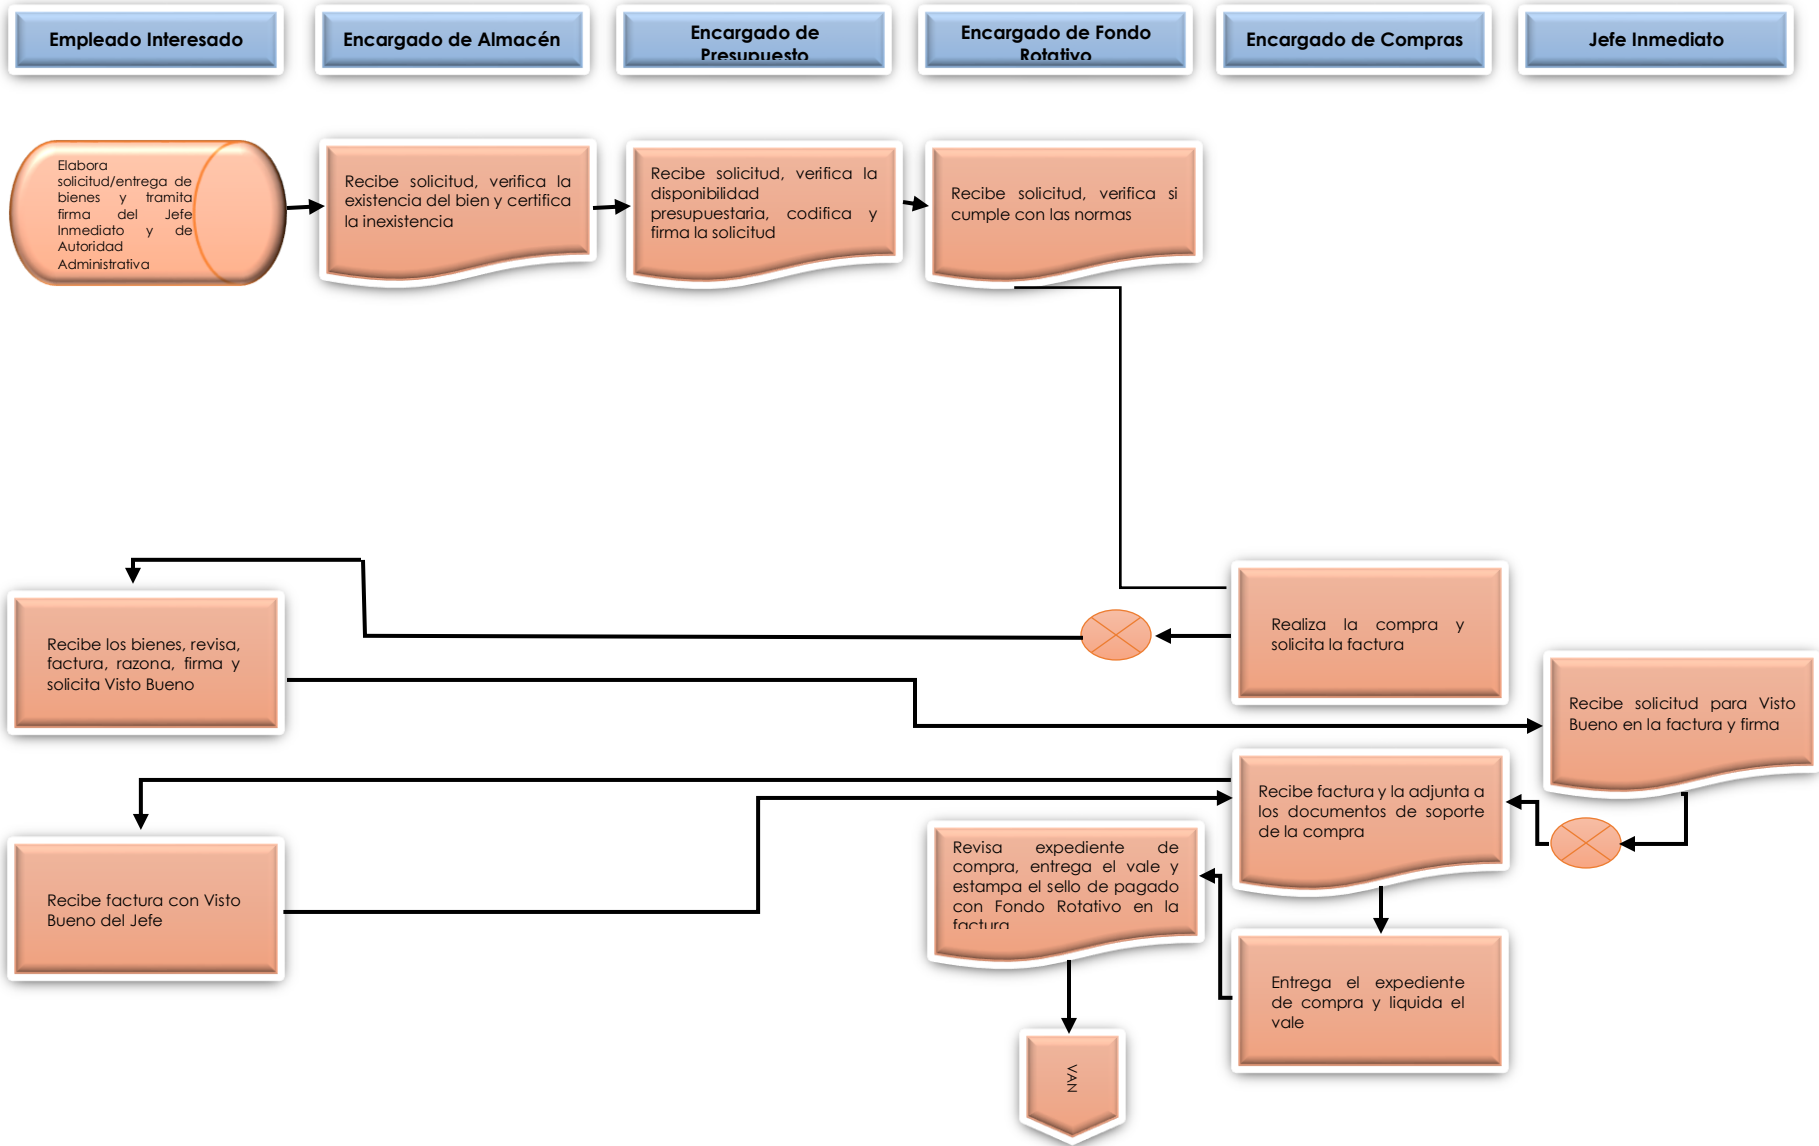 Empleado Interesado
Encargado de Almacén
Encargado de
Presupuesto
Encargado de Fondo
Rotativo
Encargado de Compras
Jefe Inmediato
Elabora
solicitud/entrega de
bienes y tramita
firma del Jefe
Inmediato y de
Autoridad
Administrativa
Recibe solicitud, verifica la
existencia del bien y certifica
la inexistencia
Recibe solicitud, verifica la
disponibilidad
presupuestaria, codifica y
firma la solicitud
Recibe solicitud, verifica si
cumple con las normas
Realiza la compra y
solicita la factura
Recibe los bienes, revisa,
factura, razona, firma y
solicita Visto Bueno
Recibe solicitud para Visto
Bueno en la factura y firma
Recibe factura y la adjunta a
los documentos de soporte
de la compra
Revisa expediente de
compra, entrega el vale y
estampa el sello de pagado
con Fondo Rotativo en la
factura
Recibe factura con Visto
Bueno del Jefe
Entrega el expediente
de compra y liquida el
vale
VAN